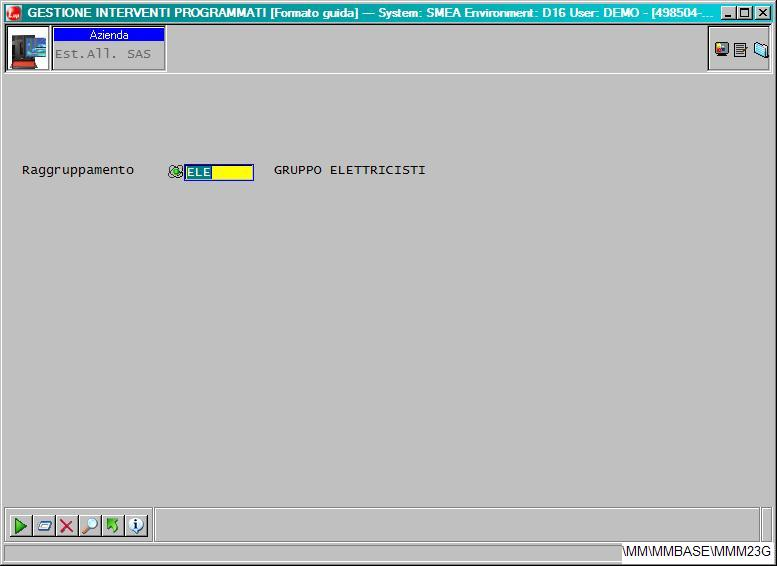 GESTIONE INTERVENTI PROGRAMMATI [Formato guida] — System: SMEA Environment: D16 User: DEMO - [498504-...
Azienda
Est.All. SAS
Raggruppamento ELE GRUPPO ELETTRICISTI
\MM\MMBASE\MMM23G